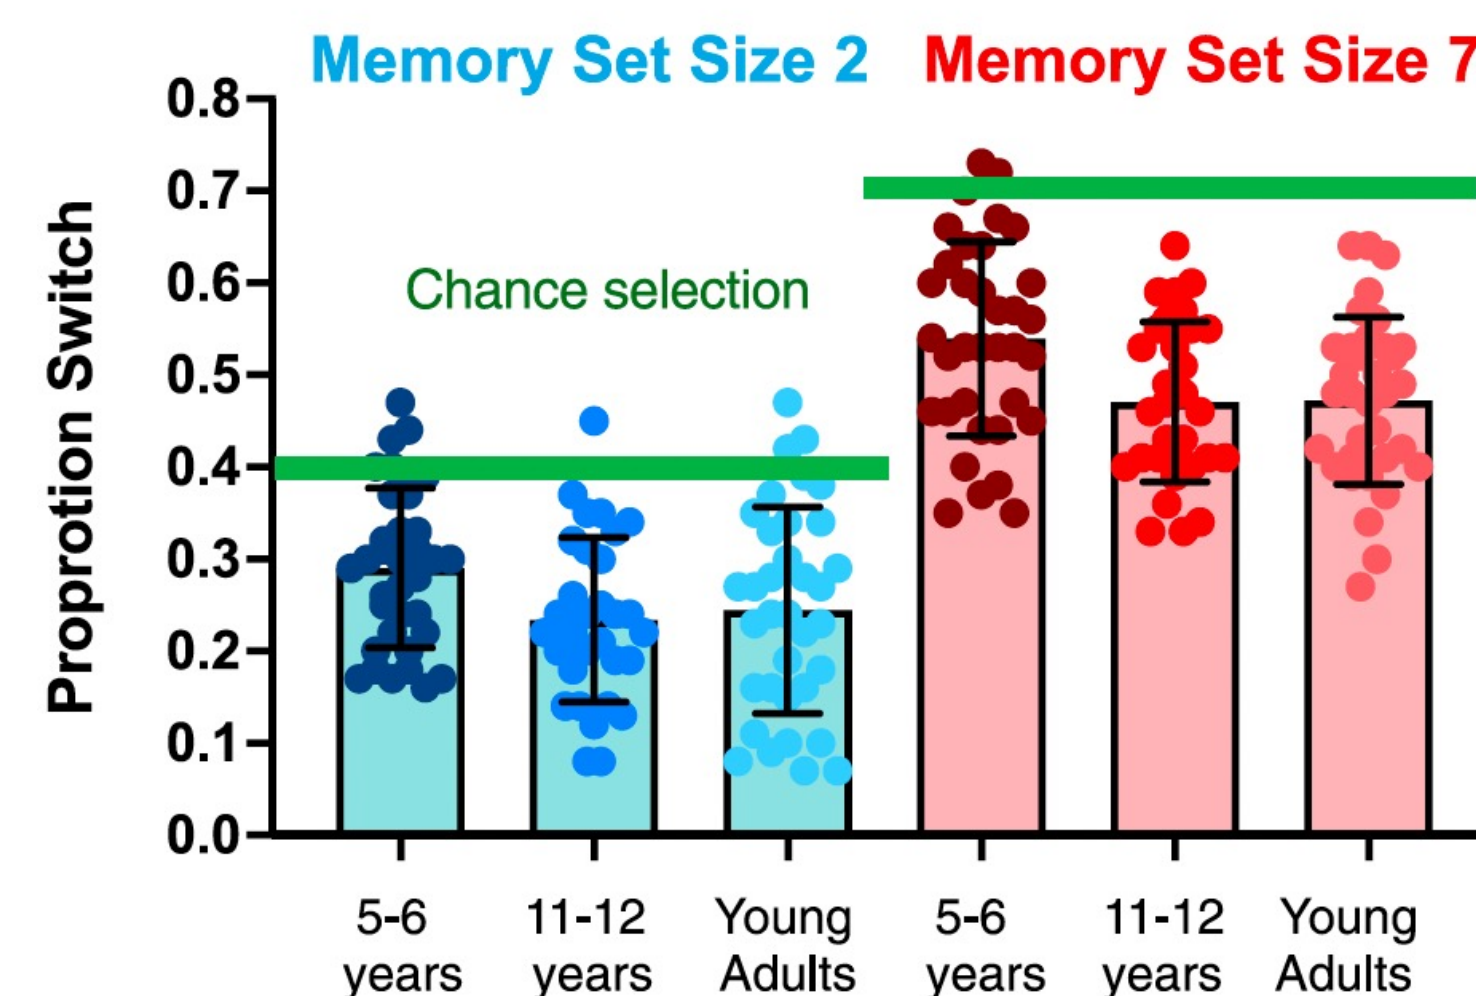 Memory Set Size 2
Memory Set Size 7
Proprotion Switch
0.8
0.7
0.6
0.5
0.4
0.3
0.2
0.1
0.0
Chance selection
5-6
years
11-12
years
Young
Adults
5-6
years
11-12
years
Young
Adults